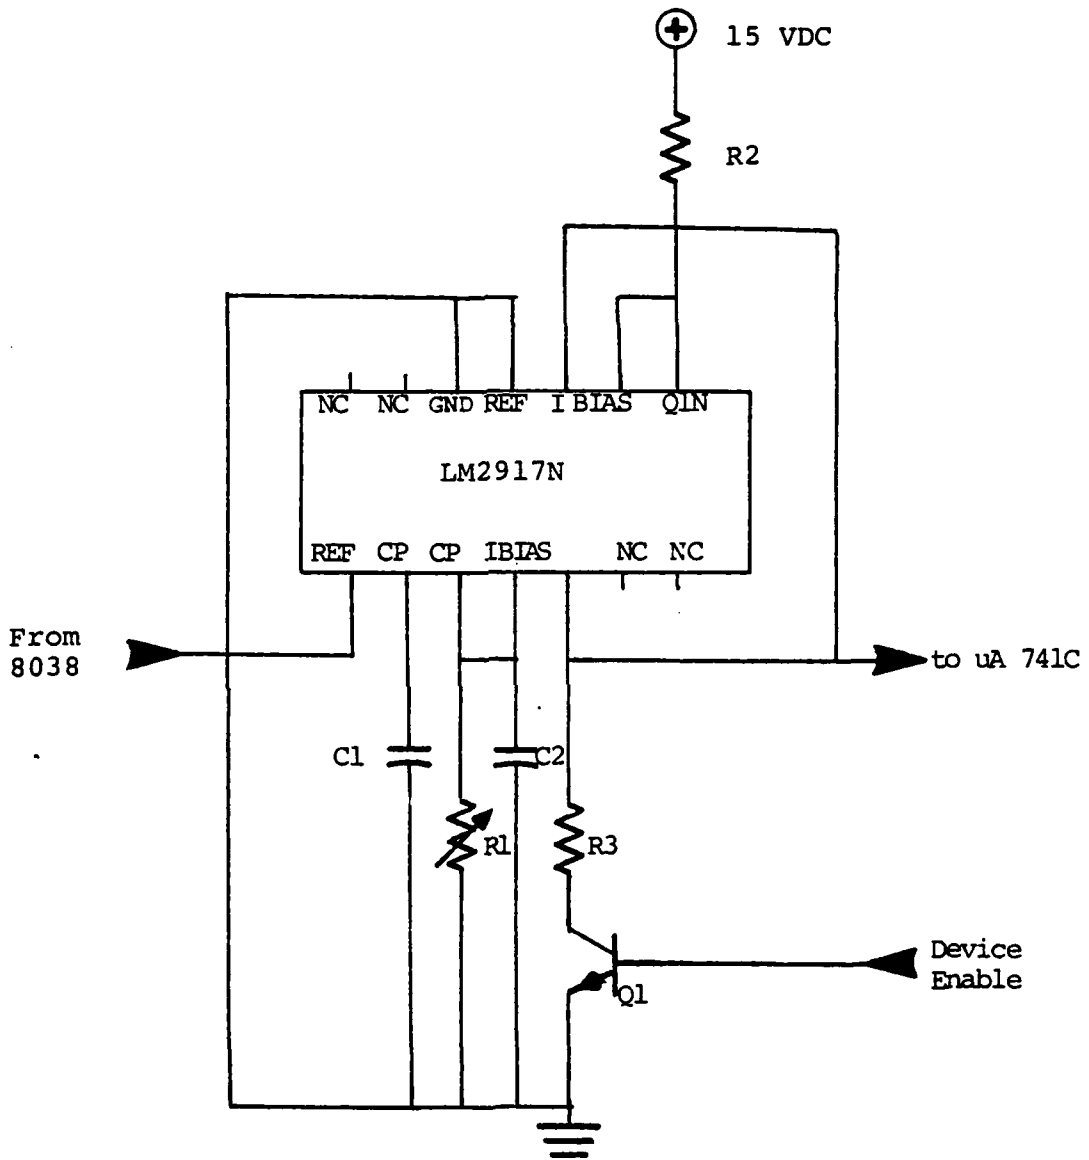 15 VDC
R2
NC NC GND REF I BIAS QIN
LM2917N
REF CP CP IBIAS NC NC
From
8038
to uA 741C
C1
C2
R1
R3
Device
Enable
Q1